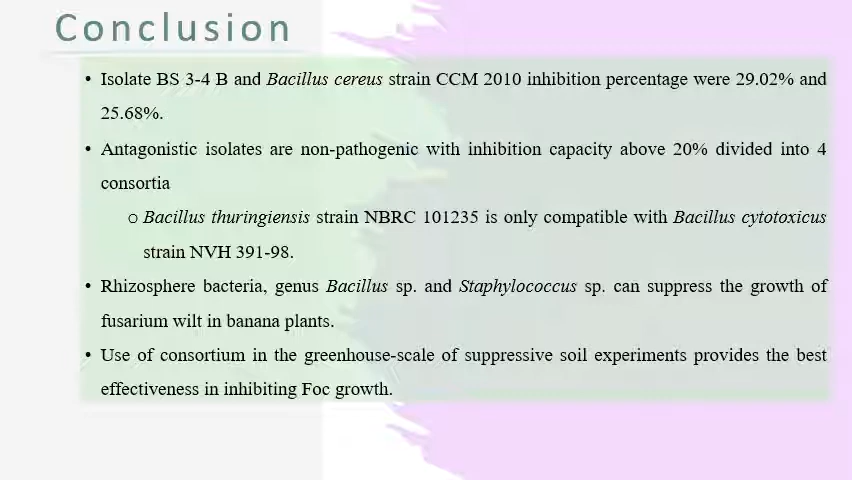 Conclusion
• Isolate BS 3-4 B and Bacillus cereus strain CCM 2010 inhibition percentage were 29.02% and
25.68%.
• Antagonistic isolates are non-pathogenic with inhibition capacity above 20% divided into 4
consortia
o Bacillus thuringiensis strain NBRC 101235 is only compatible with Bacillus cytotoxicus
strain NVH 391-98.
• Rhizosphere bacteria, genus Bacillus sp. and Staphylococcus sp. can suppress the growth of
fusarium wilt in banana plants.
• Use of consortium in the greenhouse-scale of suppressive soil experiments provides the best
effectiveness in inhibiting Foc growth.